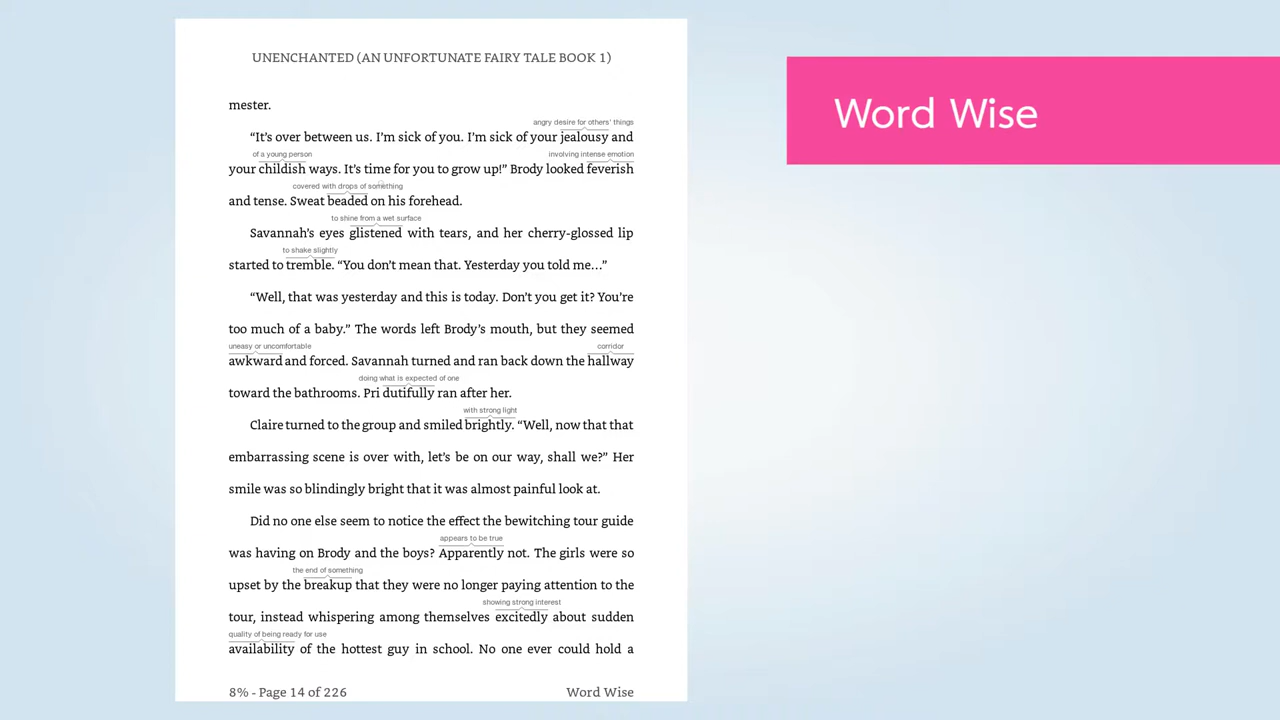 UNENCHANTED (AN UNFORTUNATE FAIRY TALE BOOK 1)
mester.
angry desire for others' things
“It’s over between us. I’m sick of you. I’m sick of your jealousy and
of a young person involving intense emotion
your childish ways. It’s time for you to grow up!” Brody looked feverish
covered with drops of something
and tense. Sweat beaded on his forehead.
to shine from a wet surface
Savannah’s eyes glistened with tears, and her cherry-glossed lip
to shake slightly
started to tremble. “You don’t mean that. Yesterday you told me…”
“Well, that was yesterday and this is today. Don’t you get it? You’re
too much of a baby.” The words left Brody’s mouth, but they seemed
uneasy or uncomfortable corridor
awkward and forced. Savannah turned and ran back down the hallway
doing what is expected of one
toward the bathrooms. Pri dutifully ran after her.
with strong light
Claire turned to the group and smiled brightly. “Well, now that that
embarrassing scene is over with, let’s be on our way, shall we?” Her
smile was so blindingly bright that it was almost painful look at.
Did no one else seem to notice the effect the bewitching tour guide
appears to be true
was having on Brody and the boys? Apparently not. The girls were so
the end of something
upset by the breakup that they were no longer paying attention to the
showing strong interest
tour, instead whispering among themselves excitedly about sudden
quality of being ready for use
availability of the hottest guy in school. No one ever could hold a
8% - Page 14 of 226 Word Wise
Word Wise